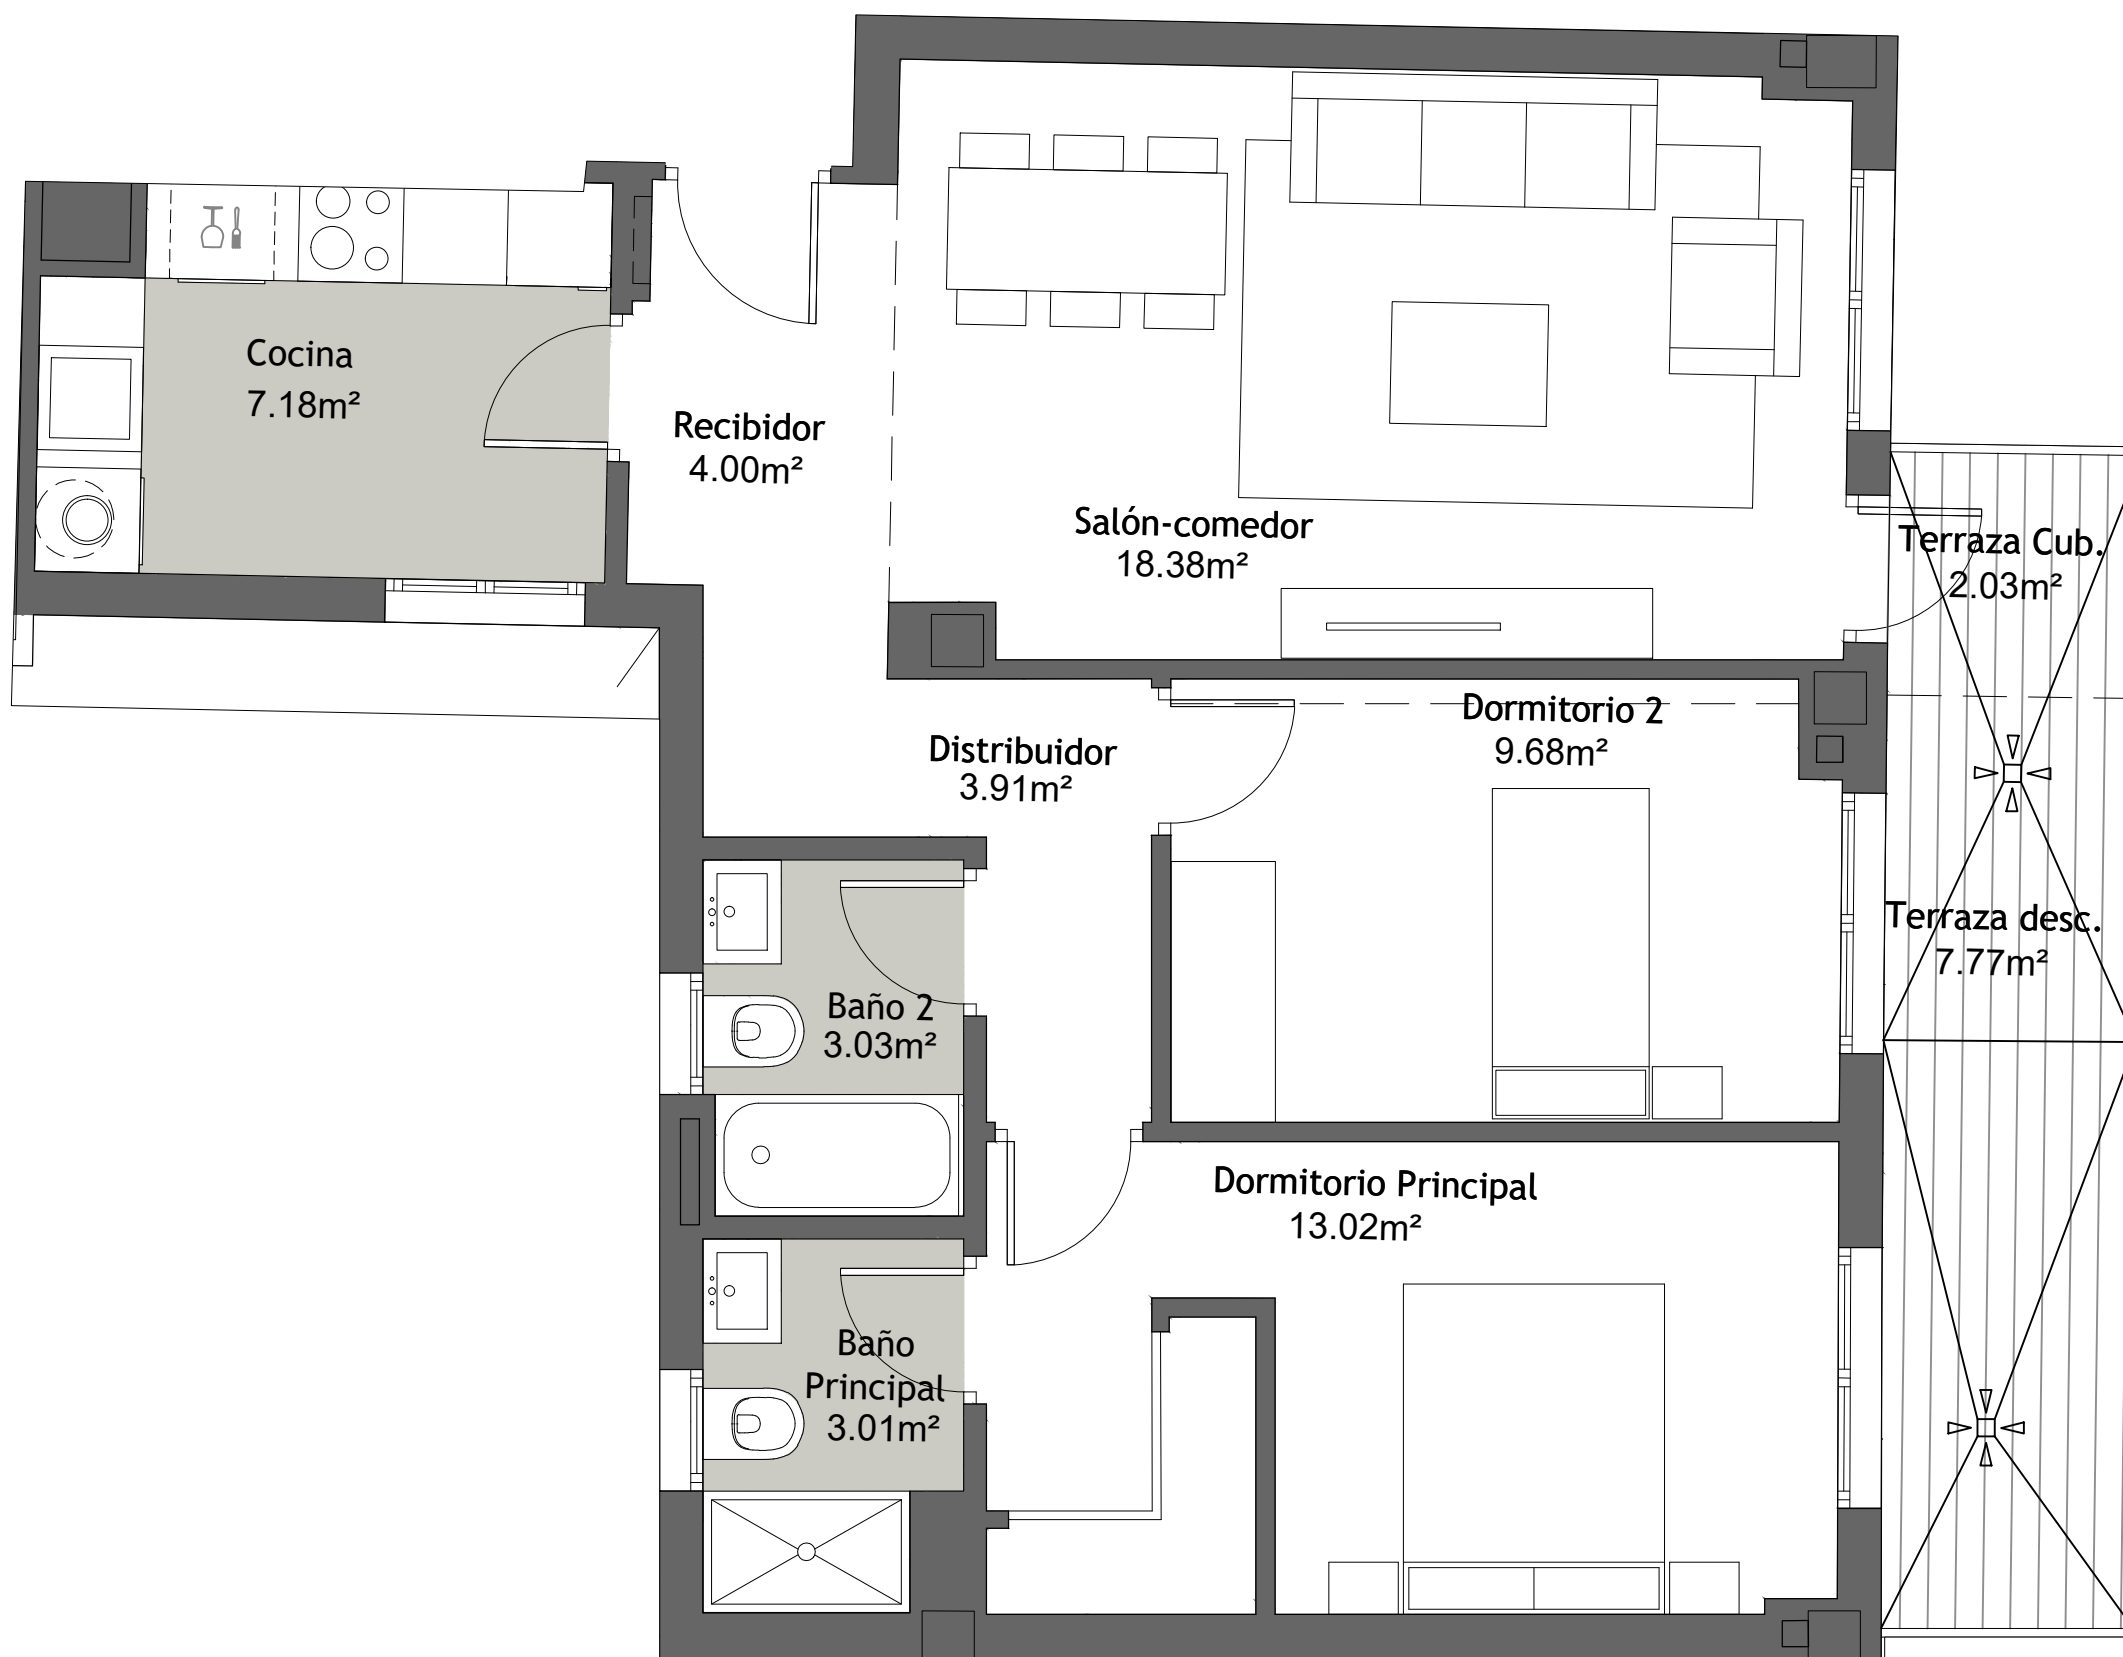 Cocina
7.18m²
Recibidor
4.00m²
Salón-comedor
18.38m²
Terraza Cub.
2.03m²
Dormitorio 2
9.68m²
Distribuidor
3.91m²
Terraza desc.
7.77m²
Baño 2
3.03m²
Dormitorio Principal
13.02m²
Baño
Principal
3.01m²